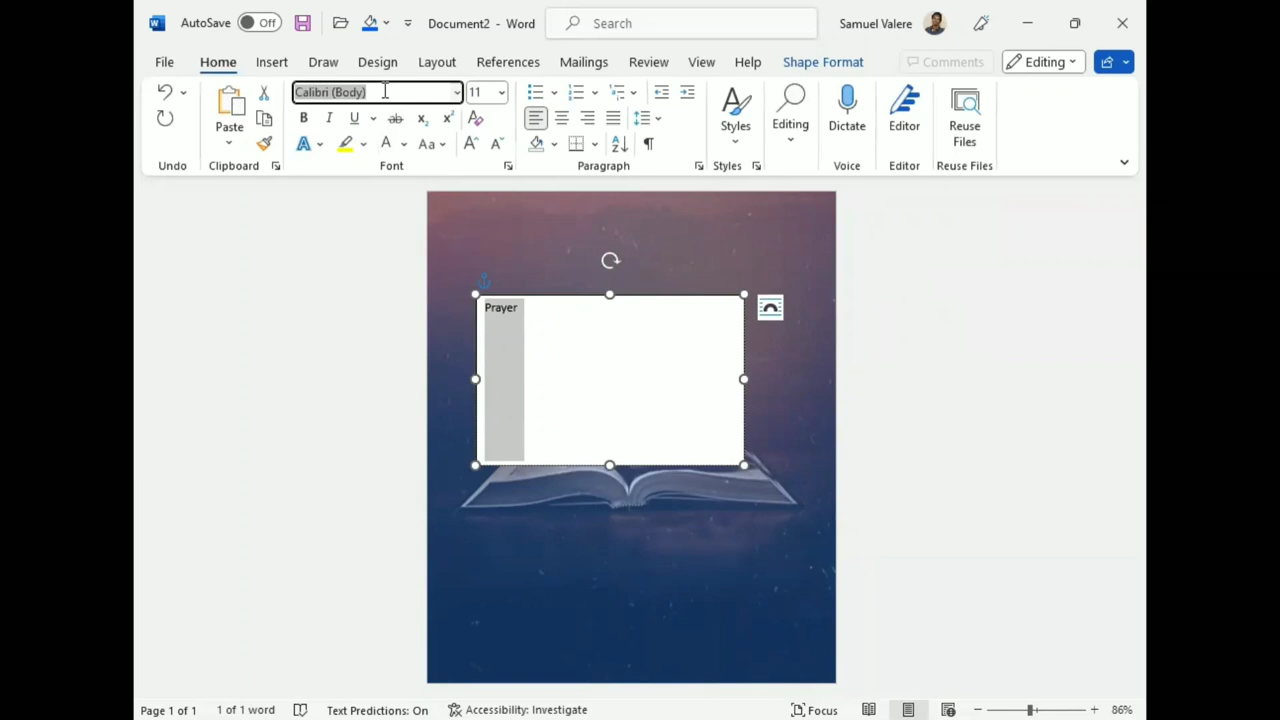 AutoSave Off Document2 - Word Search Samuel Valere
File Home Insert Draw Design Layout References Mailings Review View Help Shape Format Comments Editing
Calibri (Body) 11
Paste Styles Editing Dictate Editor Reuse
Files
Undo Clipboard Font Paragraph Styles Voice Editor Reuse Files
Prayer
Page 1 of 1 1 of 1 word Text Predictions: On Accessibility: Investigate Focus 86%